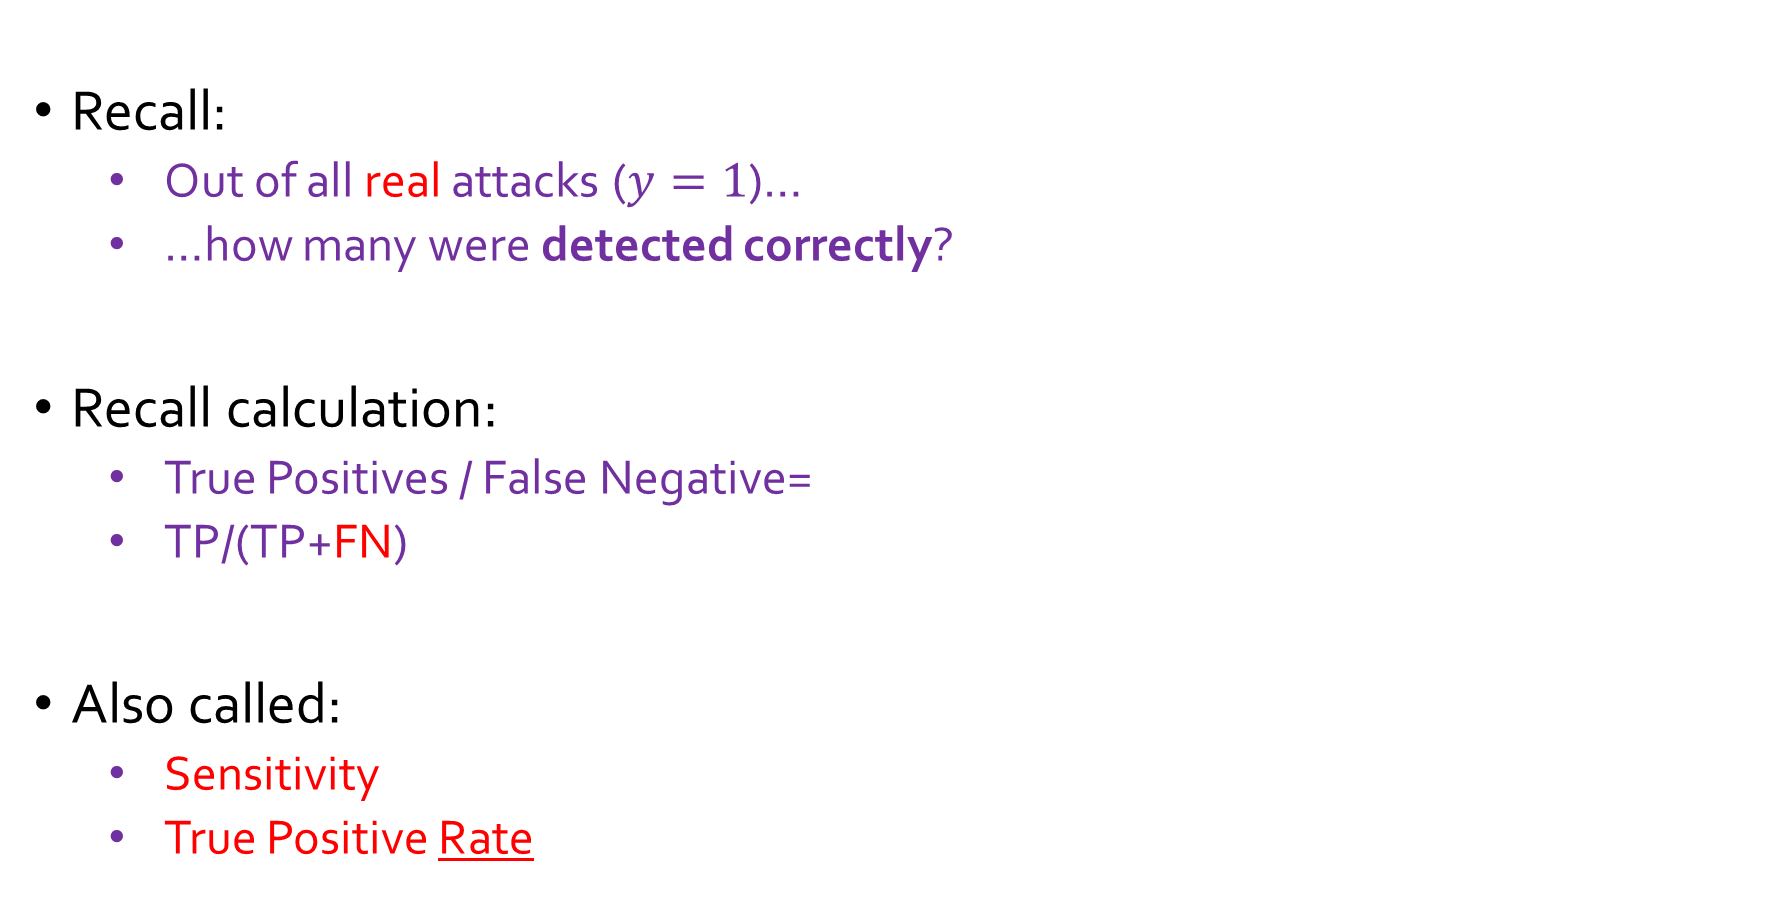 • Recall:
• Out of all real attacks (𝑦 = 1)...
• ...how many were detected correctly?
• Recall calculation:
• True Positives / False Negative=
• TP/(TP+FN)
• Also called:
• Sensitivity
• True Positive Rate